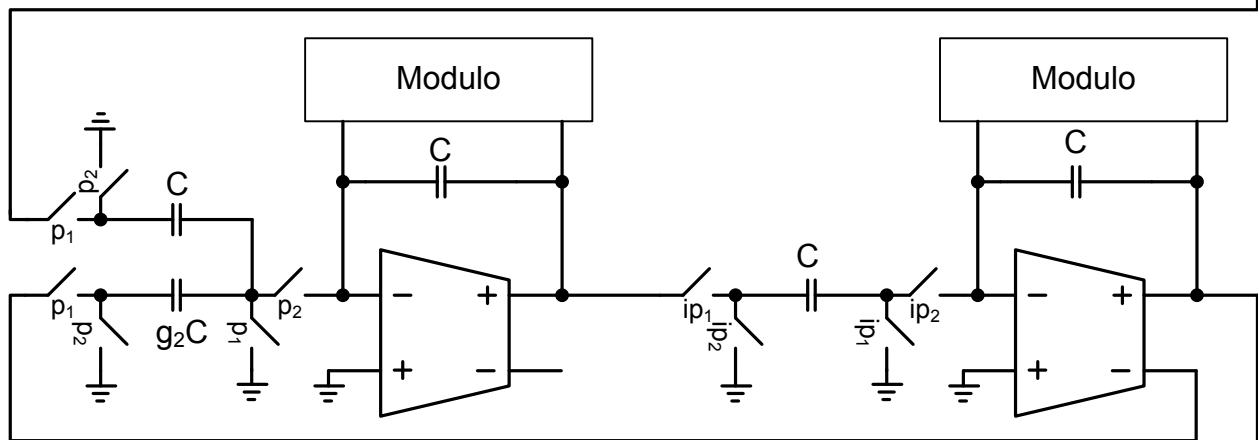 Modulo
Modulo
C
C
p₂
C
p₁
C
p₁
p₂
g₂C
p₁
p₂
−
+
+
−
ip₁
ip₂
ip₁
ip₂
−
+
+
−